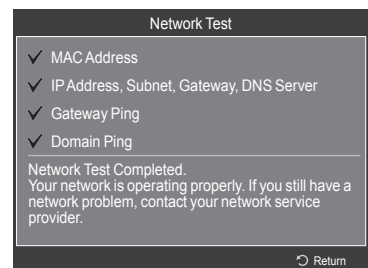 Network Test
MAC Address
IP Address, Subnet, Gateway, DNS Server
Gateway Ping
Domain Ping
Network Test Completed.
Your network is operating properly. If you still have a
network problem, contact your network service
provider.
Return